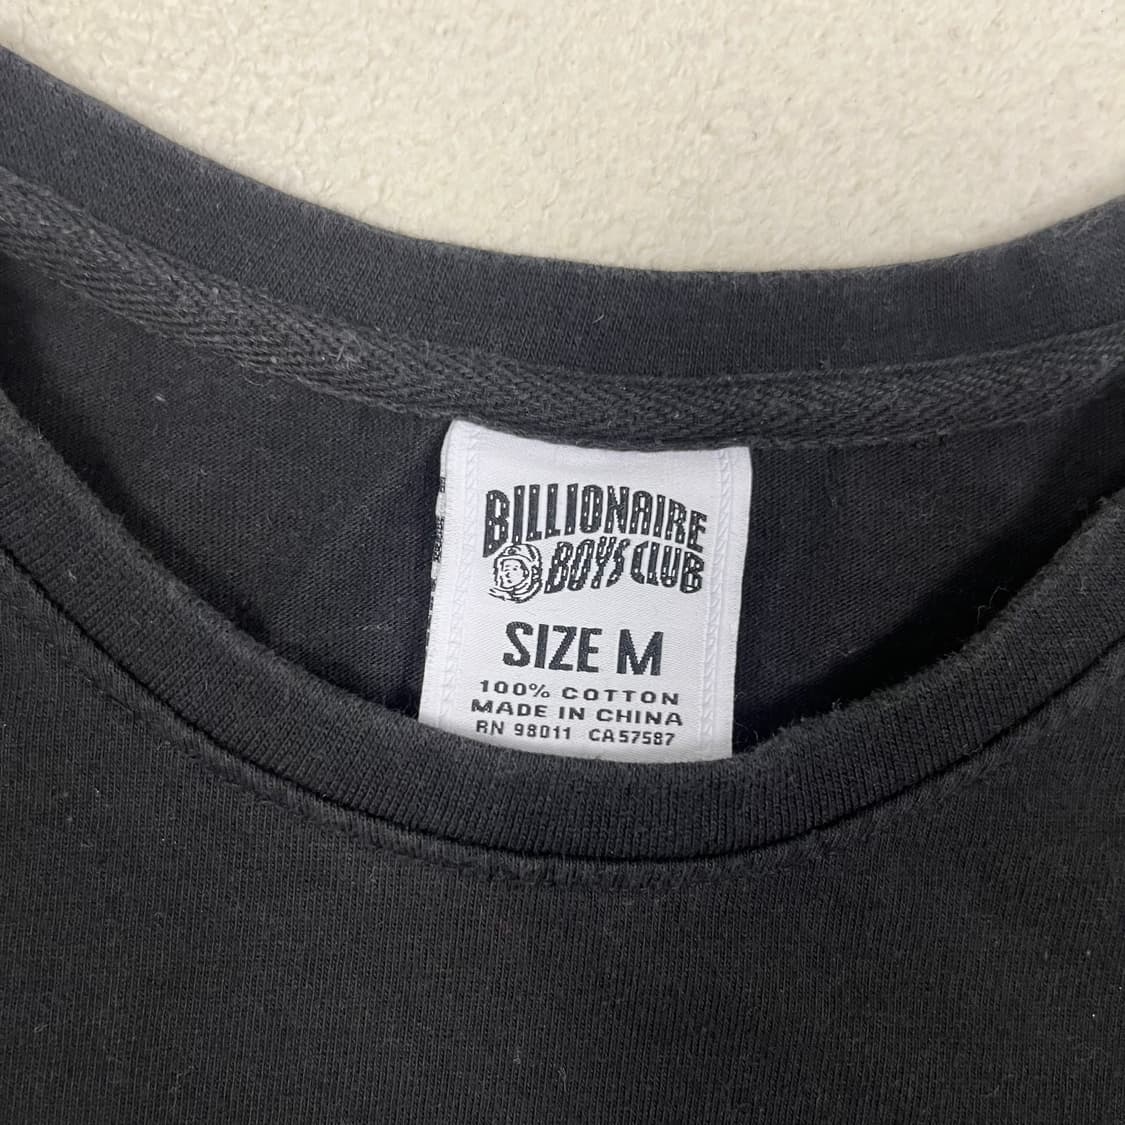 BILLIONAIRE
BOYS CLUB
SIZE M
100% COTTON
MADE IN CHINA
RN 98011 CA57587